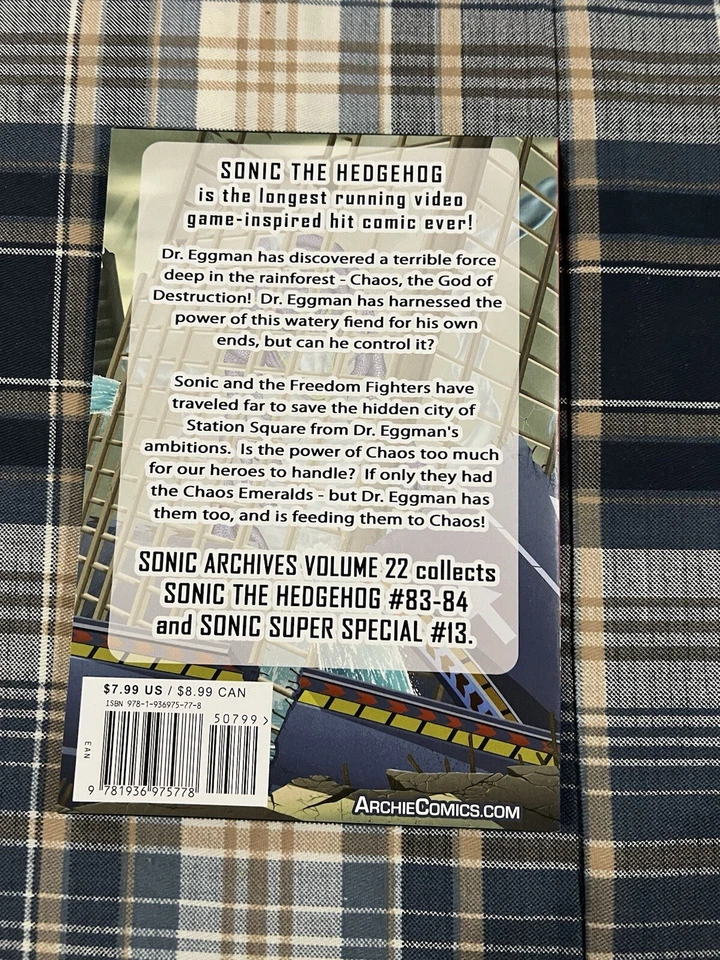 SONIC THE HEDGEHOG
is the longest running video
game-inspired hit comic ever!
Dr. Eggman has discovered a terrible force
deep in the rainforest - Chaos, the God of
Destruction! Dr. Eggman has harnessed the
power of this watery fiend for his own
ends, but can he control it?
Sonic and the Freedom Fighters have
traveled far to save the hidden city of
Station Square from Dr. Eggman's
ambitions. Is the power of Chaos too much
for our heroes to handle? If only they had
the Chaos Emeralds - but Dr. Eggman has
them too, and is feeding them to Chaos!
SONIC ARCHIVES VOLUME 22 collects
SONIC THE HEDGEHOG #83-84
and SONIC SUPER SPECIAL #13.
$7.99 US / $8.99 CAN
ISBN 978-1-936975-77-8
50799 >
EAN
9 781936 975778
ARCHIECOMICS.COM